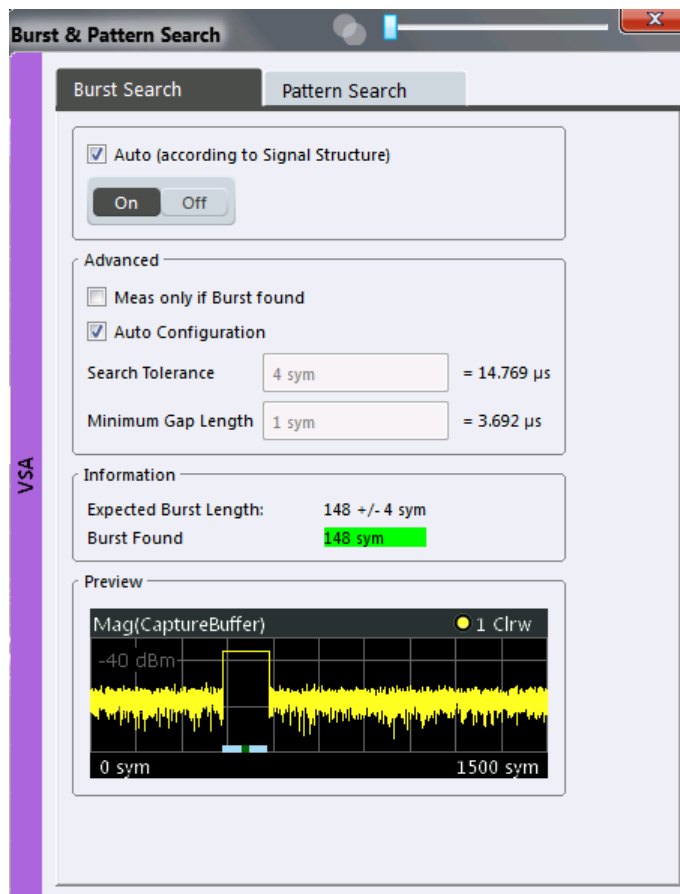 Burst & Pattern Search
Burst Search
Pattern Search
Auto (according to Signal Structure)
On
Off
Advanced
Meas only if Burst found
Auto Configuration
Search Tolerance
4 sym
= 14.769 µs
Minimum Gap Length
1 sym
= 3.692 µs
VSA
Information
Expected Burst Length:
148 +/- 4 sym
Burst Found
148 sym
Preview
Mag(CaptureBuffer)
1 Clrw
-40 dBm
0 sym
1500 sym